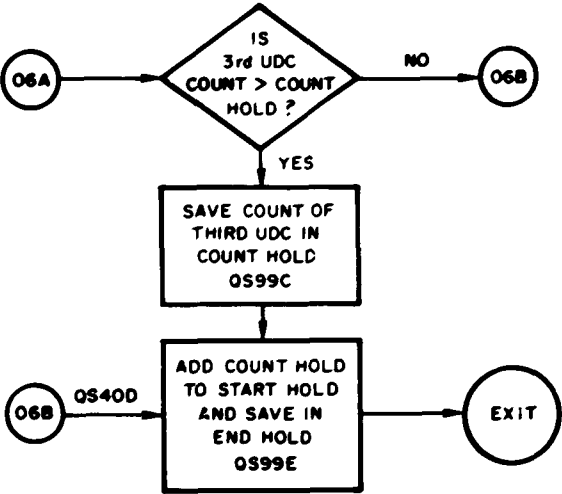 IS
3rd UDC
COUNT > COUNT
HOLD ?
06A
NO
06B
YES
SAVE COUNT OF
THIRD UDC IN
COUNT HOLD
QS99C
ADD COUNT HOLD
TO START HOLD
AND SAVE IN
END HOLD
QS99E
06B
QS40D
EXIT